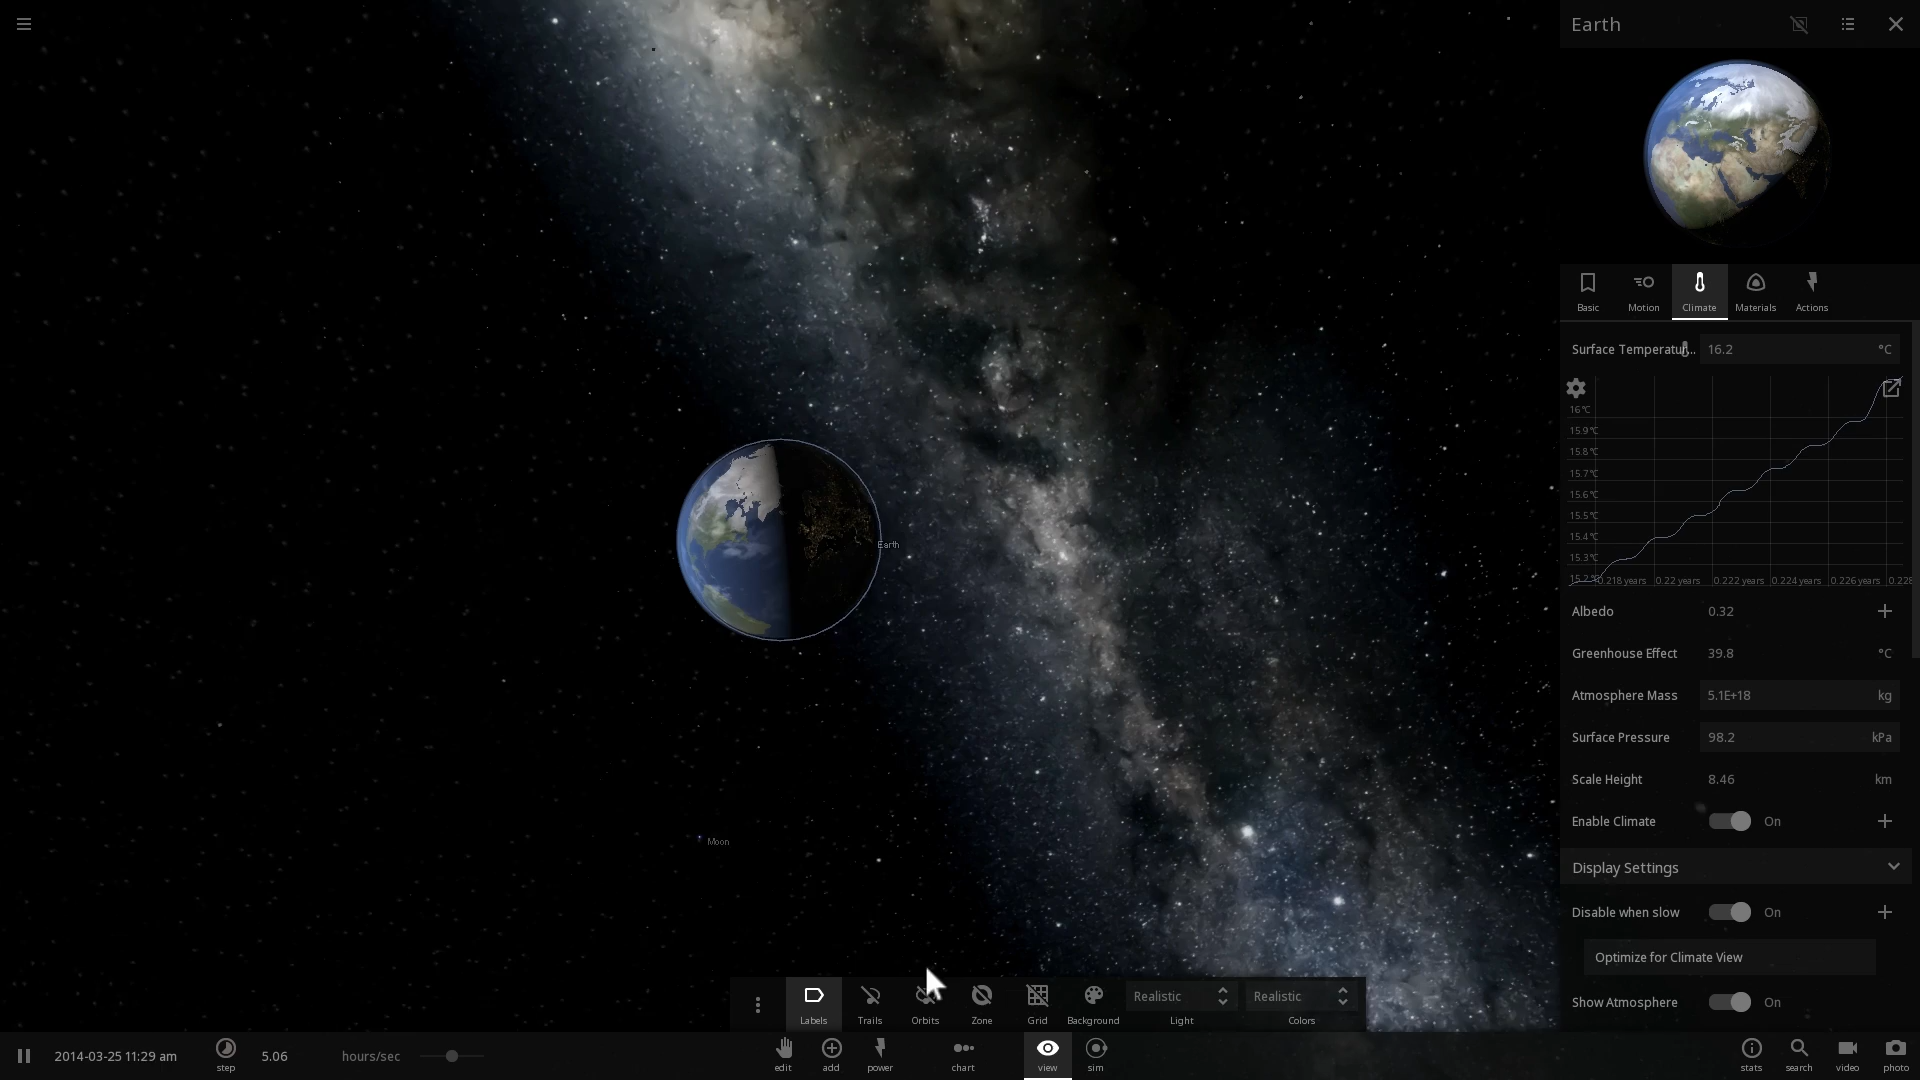 Earth
Basic
Motion
Climate
Materials
Actions
Surface Temperatur... 16.2 °C
16°C
15.9°C
15.8°C
15.7°C
15.6°C
15.5°C
15.4°C
15.3°C
15.2°C
0.218 years 0.22 years 0.222 years 0.224 years 0.226 years 0.228
Albedo 0.32
Greenhouse Effect 39.8 °C
Atmosphere Mass 5.1E+18 kg
Surface Pressure 98.2 kPa
Scale Height 8.46 km
Enable Climate On
Display Settings
Disable when slow On
Optimize for Climate View
Show Atmosphere On
Earth
Moon
Labels
Trails
Orbits
Zone
Grid
Background
Realistic
Light
Realistic
Colors
2014-03-25 11:29 am
step
5.06 hours/sec
edit
add
power
chart
view
sim
stats
search
video
photo